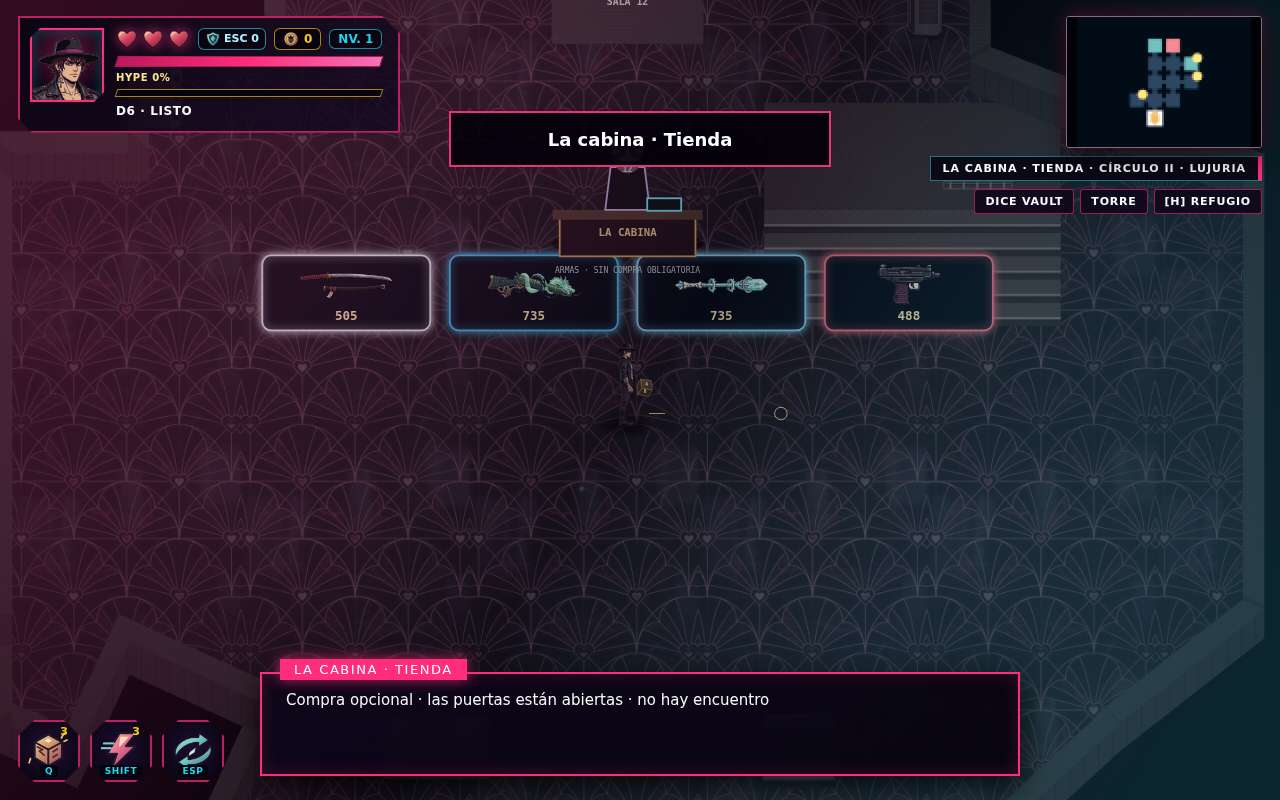 SALA 12
ESC 0
0
NV. 1
HYPE 0%
D6 · LISTO
La cabina · Tienda
LA CABINA · TIENDA · CÍRCULO II · LUJURIA
DICE VAULT
TORRE
[H] REFUGIO
12
LA CABINA
ARMAS · SIN COMPRA OBLIGATORIA
505
735
735
488
LA CABINA · TIENDA
Compra opcional · las puertas están abiertas · no hay encuentro
3
Q
3
SHIFT
ESP